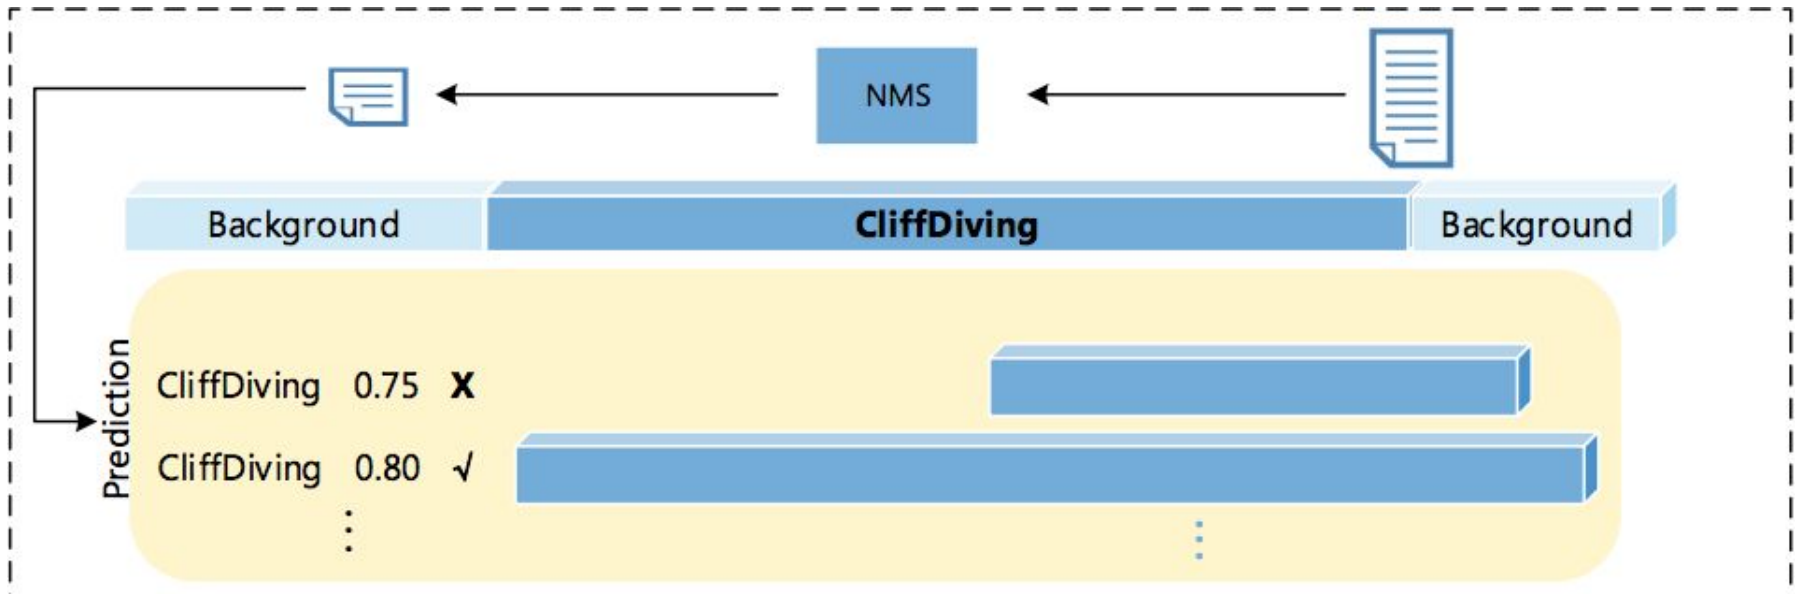 NMS
Background CliffDiving Background
Prediction
CliffDiving 0.75 X
CliffDiving 0.80 √